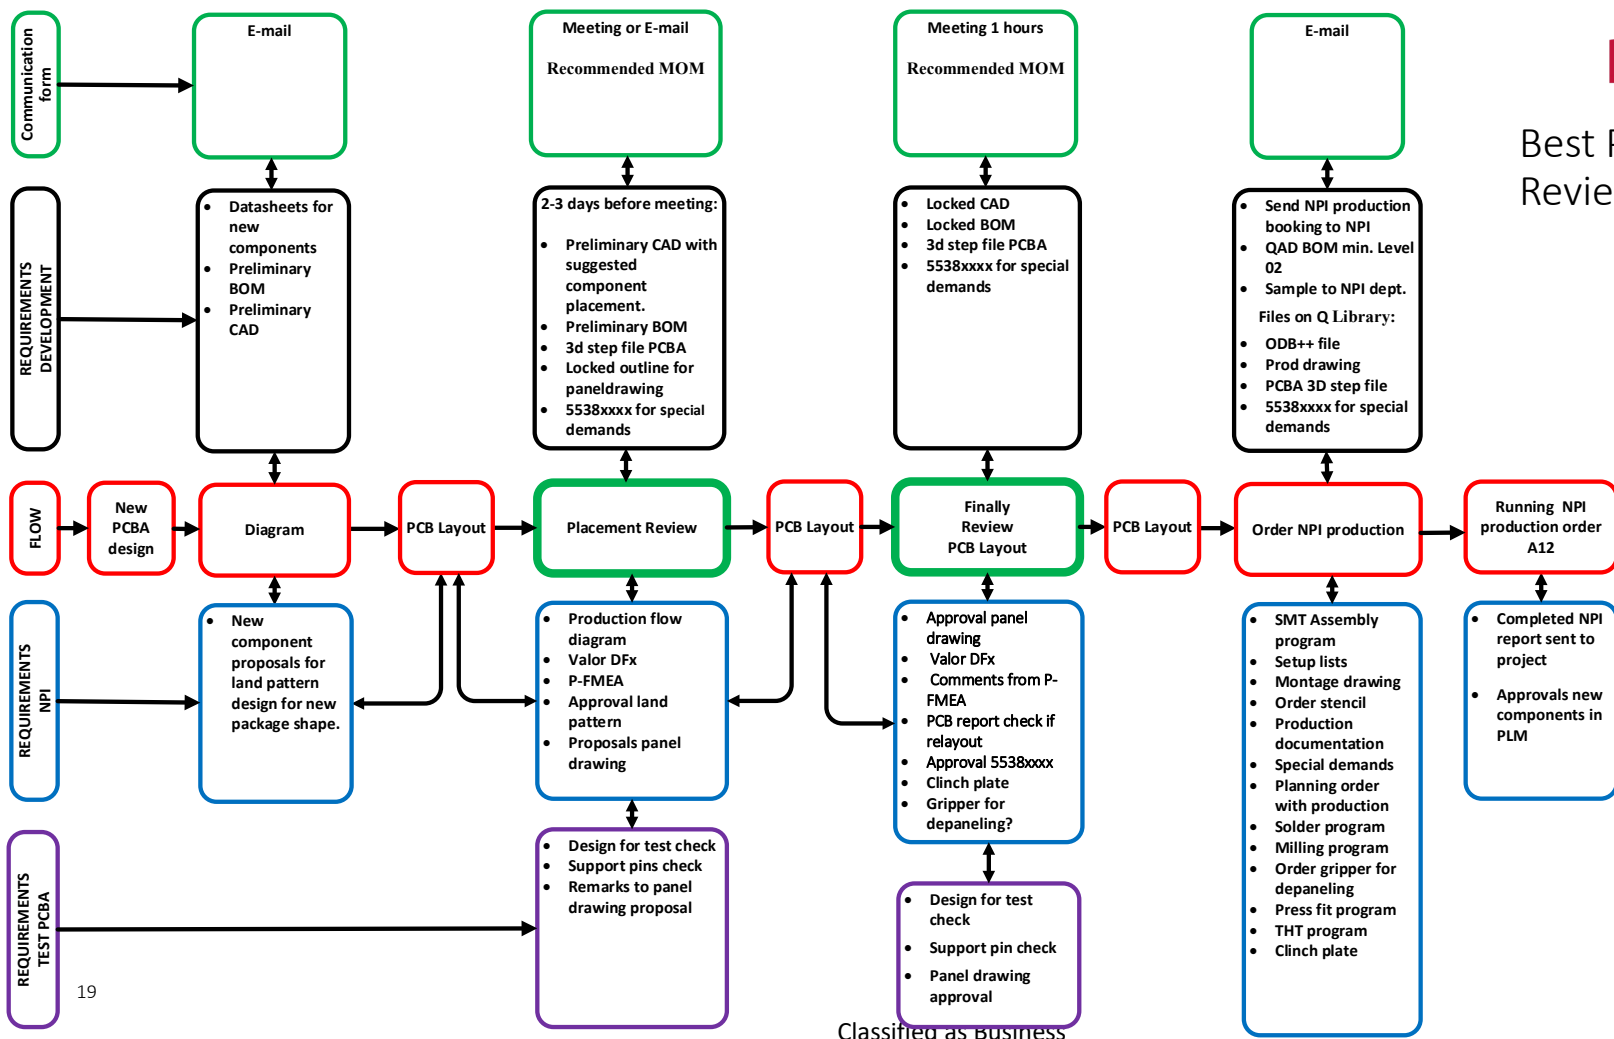 Communication
form
E-mail
Meeting or E-mail
Recommended MOM
Meeting 1 hours
Recommended MOM
E-mail
Best P
Revie
REQUIREMENTS
DEVELOPMENT
• Datasheets for
new
components
• Preliminary
BOM
• Preliminary
CAD
2-3 days before meeting:
• Preliminary CAD with
suggested
component
placement.
• Preliminary BOM
• 3d step file PCBA
• Locked outline for
paneldrawing
• 5538xxxx for special
demands
• Locked CAD
• Locked BOM
• 3d step file PCBA
• 5538xxxx for special
demands
• Send NPI production
booking to NPI
• QAD BOM min. Level
02
• Sample to NPI dept.
Files on Q Library:
• ODB++ file
• Prod drawing
• PCBA 3D step file
• 5538xxxx for special
demands
FLOW
New
PCBA
design
Diagram
PCB Layout
Placement Review
PCB Layout
Finally
Review
PCB Layout
PCB Layout
Order NPI production
Running NPI
production order
A12
REQUIREMENTS
NPI
• New
component
proposals for
land pattern
design for new
package shape.
• Production flow
diagram
• Valor DFx
• P-FMEA
• Approval land
pattern
• Proposals panel
drawing
• Approval panel
drawing
• Valor DFx
• Comments from P-
FMEA
• PCB report check if
relayout
• Approval 5538xxxx
• Clinch plate
• Gripper for
depaneling?
• SMT Assembly
program
• Setup lists
• Montage drawing
• Order stencil
• Production
documentation
• Special demands
• Planning order
with production
• Solder program
• Milling program
• Order gripper for
depaneling
• Press fit program
• THT program
• Clinch plate
• Completed NPI
report sent to
project
• Approvals new
components in
PLM
REQUIREMENTS
TEST PCBA
• Design for test check
• Support pins check
• Remarks to panel
drawing proposal
• Design for test
check
• Support pin check
• Panel drawing
approval
19
Classified as Business